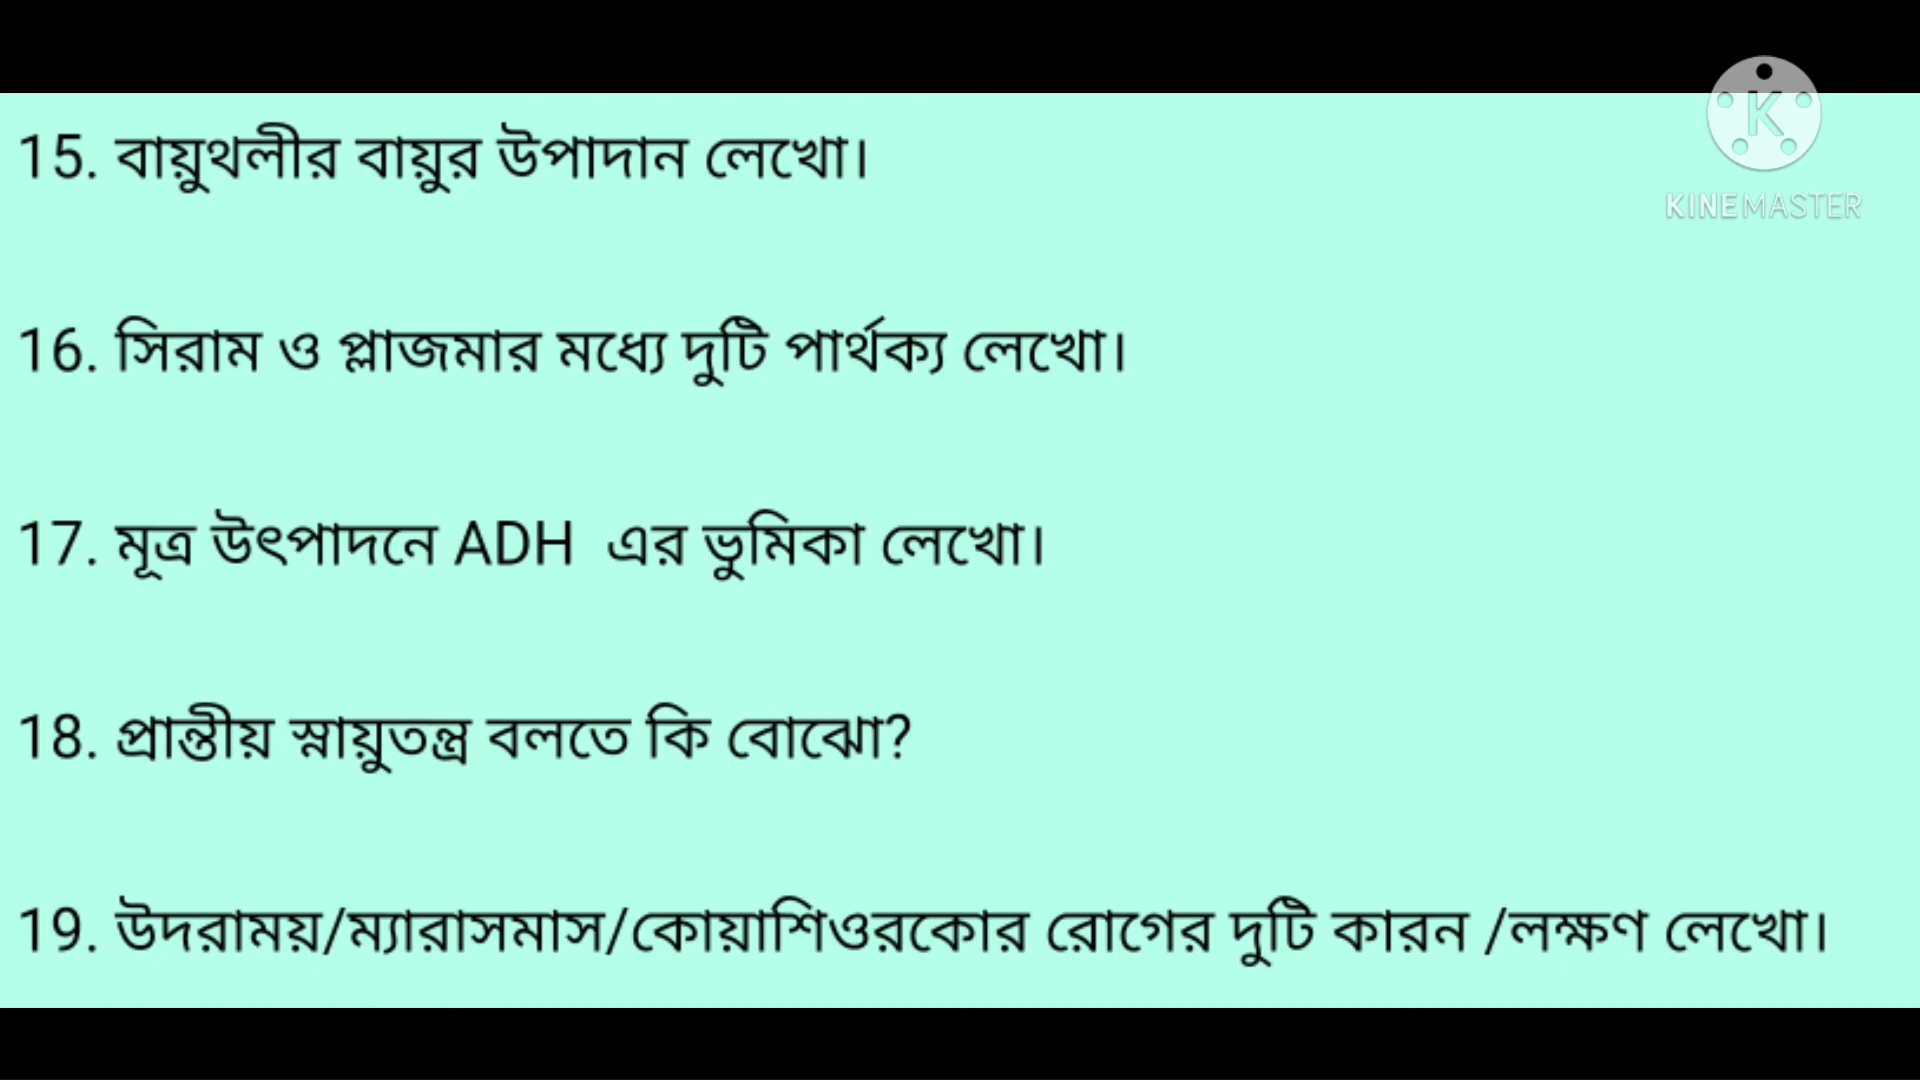 15. বায়ুথলীর বায়ুর উপাদান লেখো।
KINEMASTER
16. সিরাম ও প্লাজমার মধ্যে দুটি পার্থক্য লেখো।
17. মূত্র উৎপাদনে ADH এর ভুমিকা লেখো।
18. প্রান্তীয় স্নায়ুতন্ত্র বলতে কি বোঝো?
19. উদরাময়/ম্যারাসমাস/কোয়াশিওরকোর রোগের দুটি কারন /লক্ষণ লেখো।